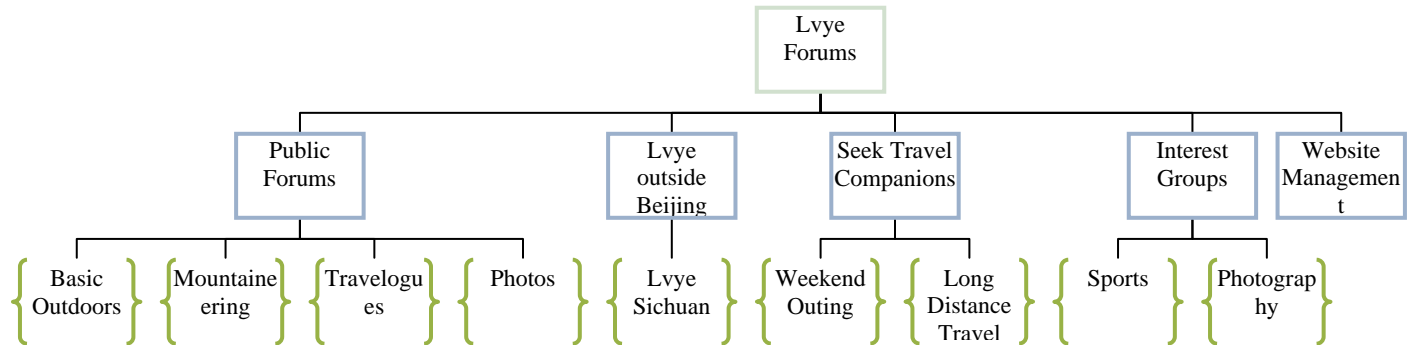 Lvye
Forums
Public
Forums
Lvye
outside
Beijing
Seek Travel
Companions
Interest
Groups
Website
Managemen
t
Basic
Outdoors
Mountaine
ering
Travelogu
es
Photos
Lvye
Sichuan
Weekend
Outing
Long
Distance
Travel
Sports
Photograp
hy